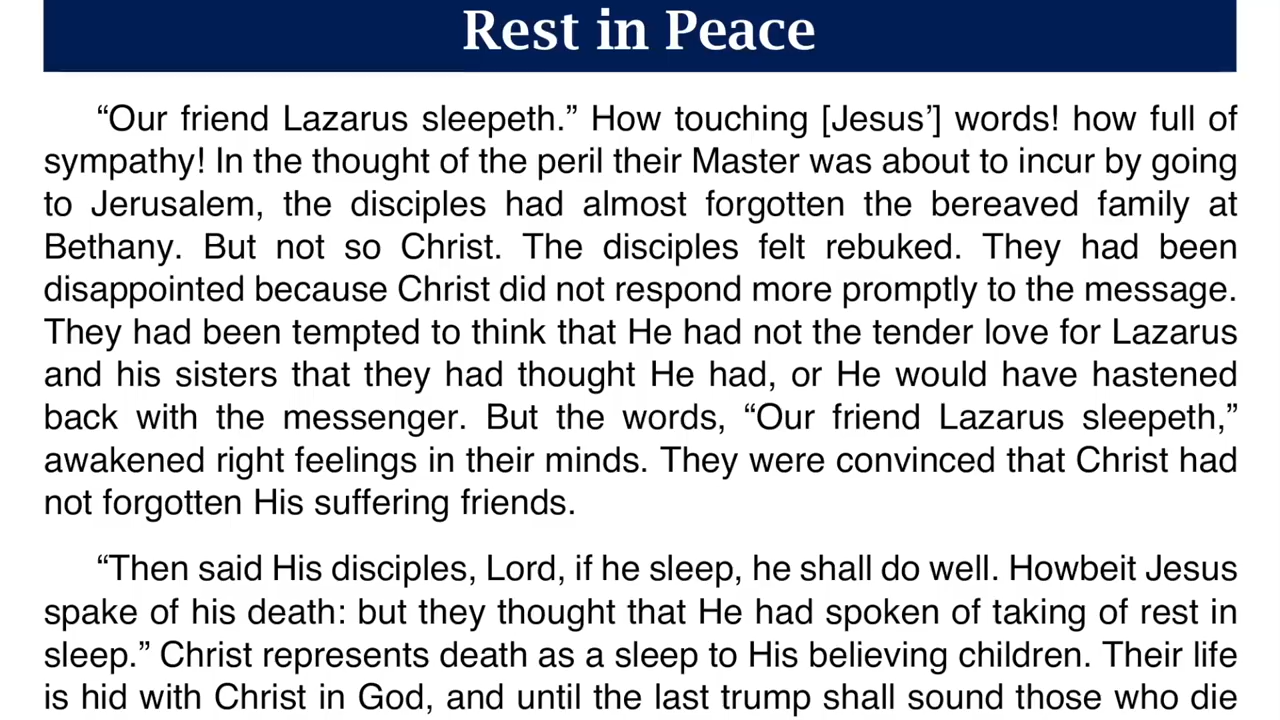 Rest in Peace
“Our friend Lazarus sleepeth.” How touching [Jesus’] words! how full of
sympathy! In the thought of the peril their Master was about to incur by going
to Jerusalem, the disciples had almost forgotten the bereaved family at
Bethany. But not so Christ. The disciples felt rebuked. They had been
disappointed because Christ did not respond more promptly to the message.
They had been tempted to think that He had not the tender love for Lazarus
and his sisters that they had thought He had, or He would have hastened
back with the messenger. But the words, “Our friend Lazarus sleepeth,”
awakened right feelings in their minds. They were convinced that Christ had
not forgotten His suffering friends.
“Then said His disciples, Lord, if he sleep, he shall do well. Howbeit Jesus
spake of his death: but they thought that He had spoken of taking of rest in
sleep.” Christ represents death as a sleep to His believing children. Their life
is hid with Christ in God, and until the last trump shall sound those who die